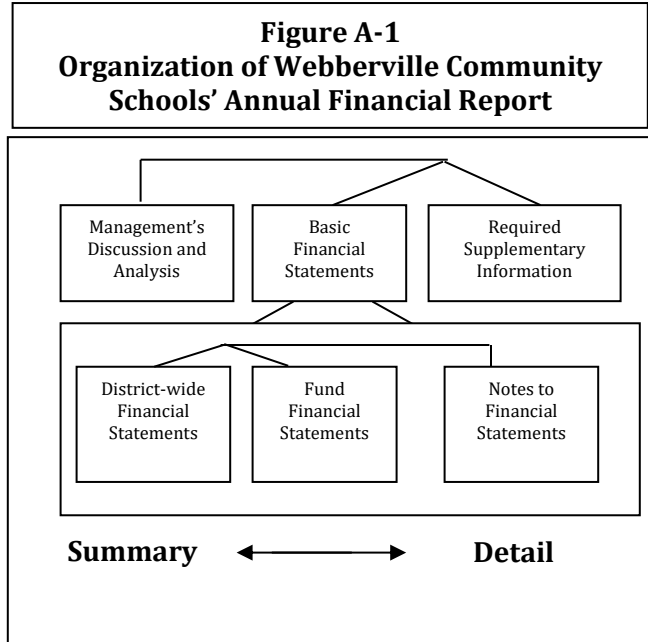 Figure A-1
Organization of Webberville Community
Schools’ Annual Financial Report
Management’s
Discussion and
Analysis
Basic
Financial
Statements
Required
Supplementary
Information
District-wide
Financial
Statements
Fund
Financial
Statements
Notes to
Financial
Statements
Summary
Detail